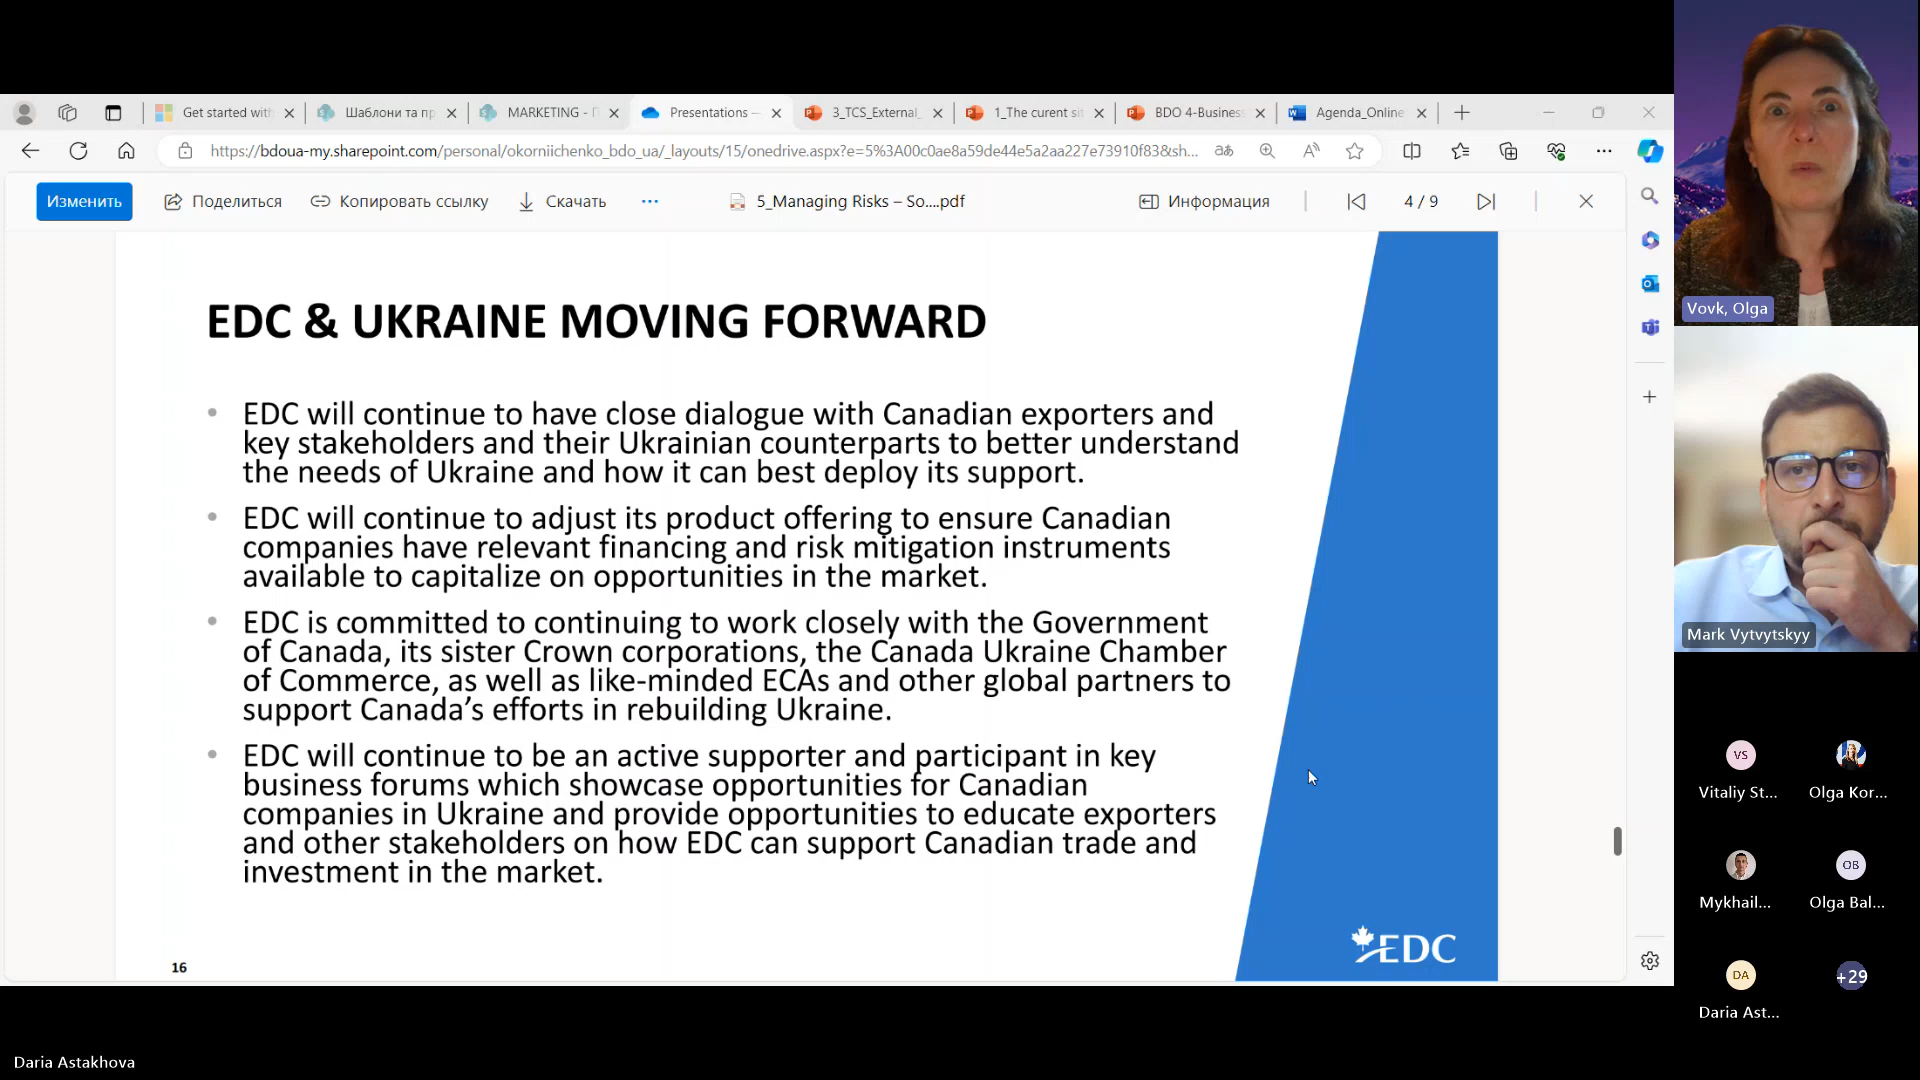 Get started with
Шаблони та пр
MARKETING - П
Presentations –
3_TCS_External_
1_The curent sit
BDO 4-Business
Agenda_Online
https://bdoua-my.sharepoint.com/personal/okorniichenko_bdo_ua/_layouts/15/onedrive.aspx?e=5%3A00c0ae8a59de44e5a2aa227e73910f83&sh...
Изменить
Поделиться
Копировать ссылку
Скачать
5_Managing Risks – So....pdf
Информация
4 / 9
EDC & UKRAINE MOVING FORWARD
• EDC will continue to have close dialogue with Canadian exporters and
key stakeholders and their Ukrainian counterparts to better understand
the needs of Ukraine and how it can best deploy its support.
• EDC will continue to adjust its product offering to ensure Canadian
companies have relevant financing and risk mitigation instruments
available to capitalize on opportunities in the market.
• EDC is committed to continuing to work closely with the Government
of Canada, its sister Crown corporations, the Canada Ukraine Chamber
of Commerce, as well as like-minded ECAs and other global partners to
support Canada’s efforts in rebuilding Ukraine.
• EDC will continue to be an active supporter and participant in key
business forums which showcase opportunities for Canadian
companies in Ukraine and provide opportunities to educate exporters
and other stakeholders on how EDC can support Canadian trade and
investment in the market.
16
EDC
Vovk, Olga
Mark Vytvytskyy
VS
Vitaliy St...
Olga Kor...
Mykhail...
OB
Olga Bal...
DA
Daria Ast...
+29
Daria Astakhova